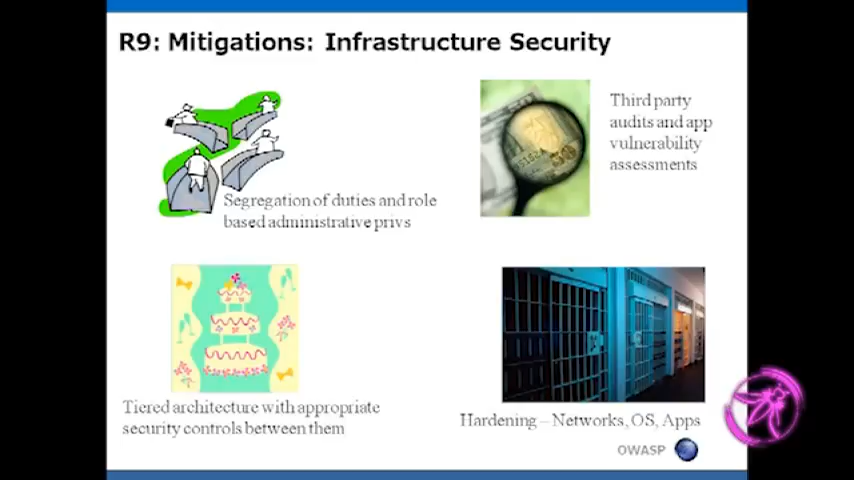 R9: Mitigations: Infrastructure Security
Third party
audits and app
vulnerability
assessments
Segregation of duties and role
based administrative privs
Tiered architecture with appropriate
security controls between them
Hardening – Networks, OS, Apps
OWASP